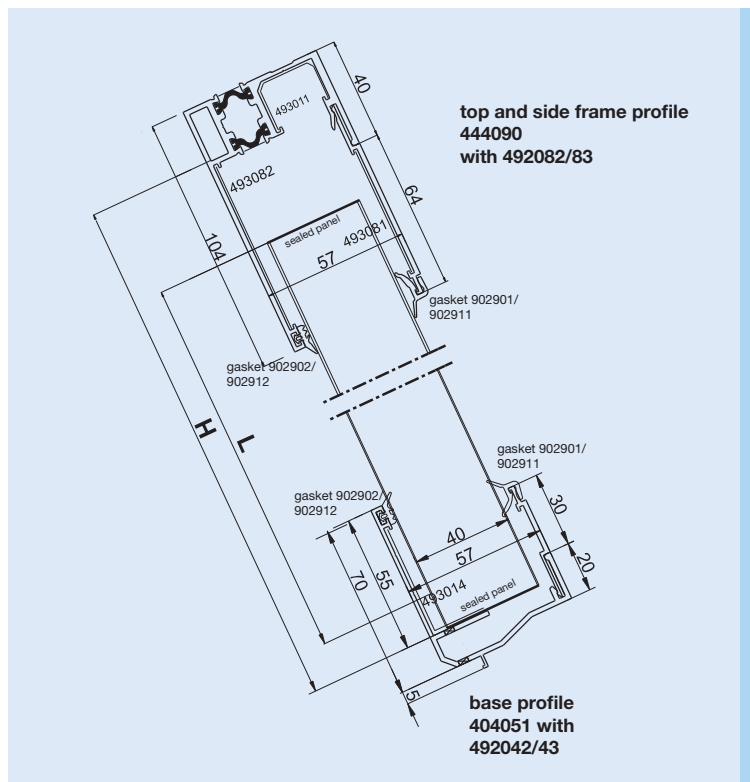 40
493011
top and side frame profile
444090
with 492082/83
493082
64
104
sealed panel
493081
57
gasket 902901/
902911
gasket 902902/
902912
H
L
gasket 902901/
902911
gasket 902902/
902912
30
40
57
20
70
55
493014
sealed panel
5
base profile
404051 with
492042/43